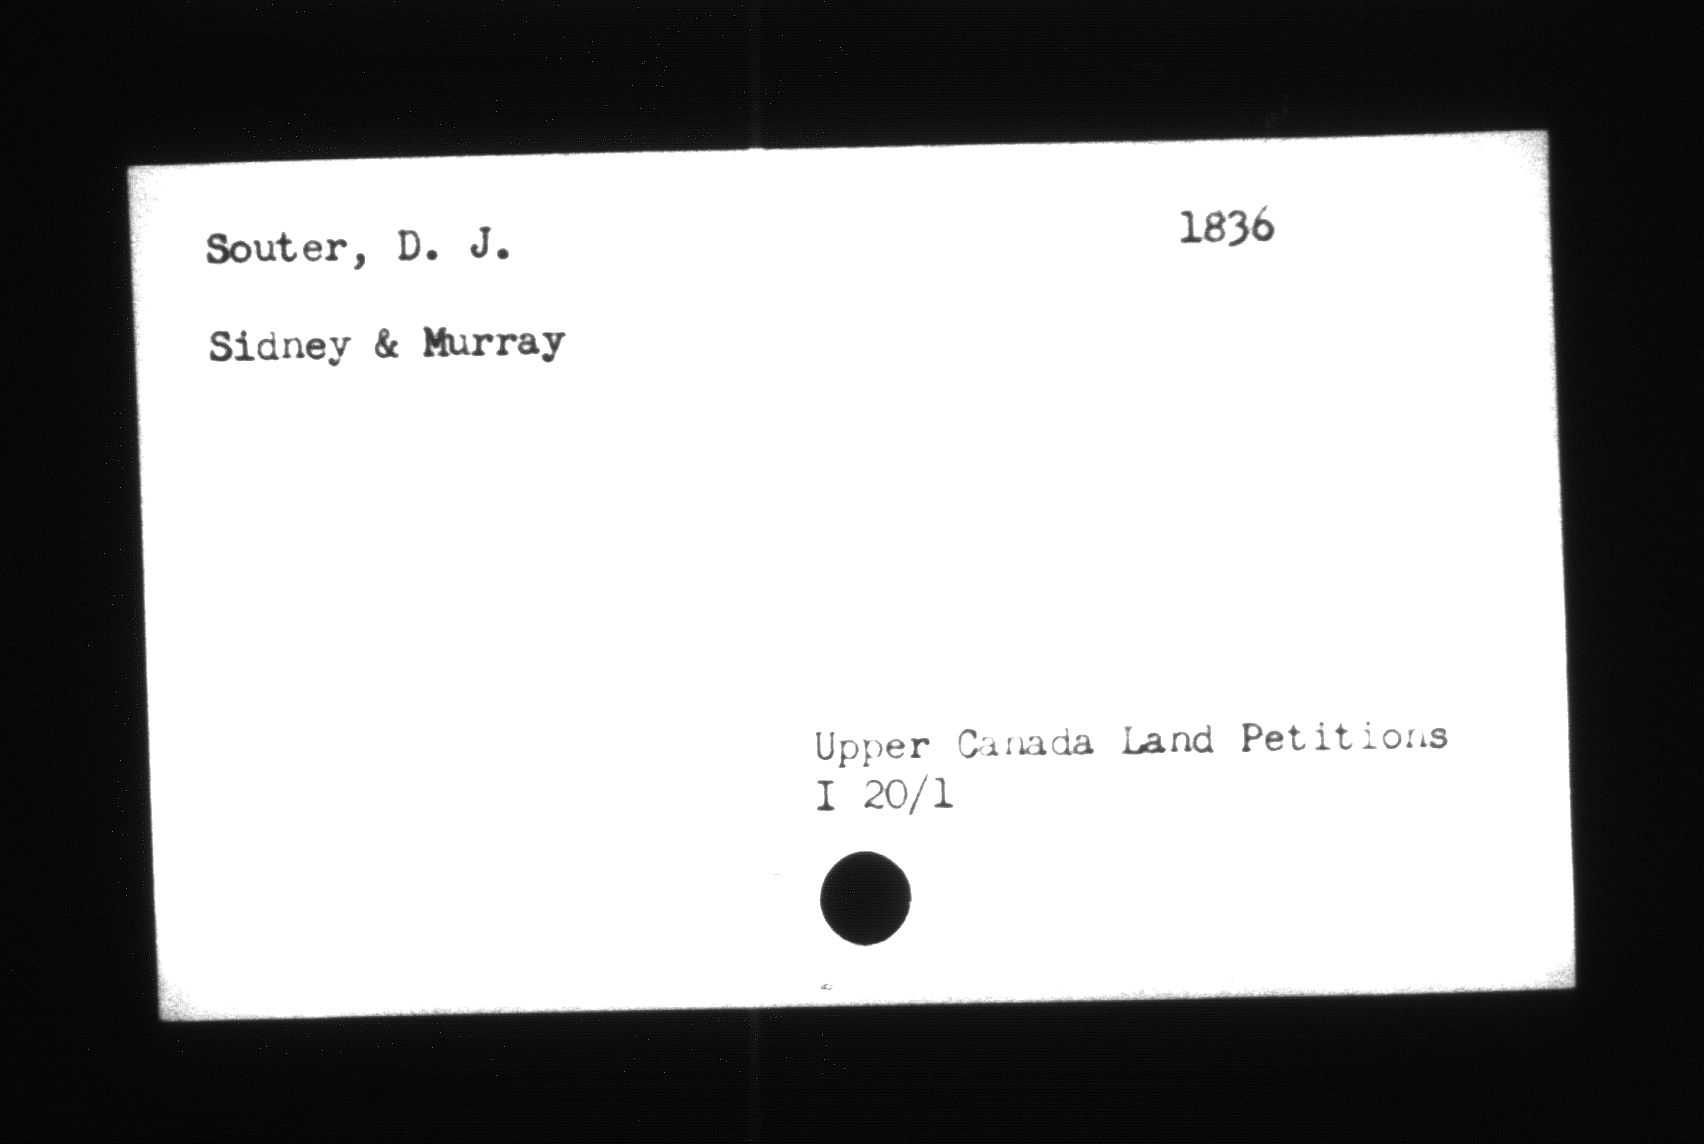 Souter, D. J.
1836
Sidney & Murray
Upper Canada Land Petitions
I 20/1